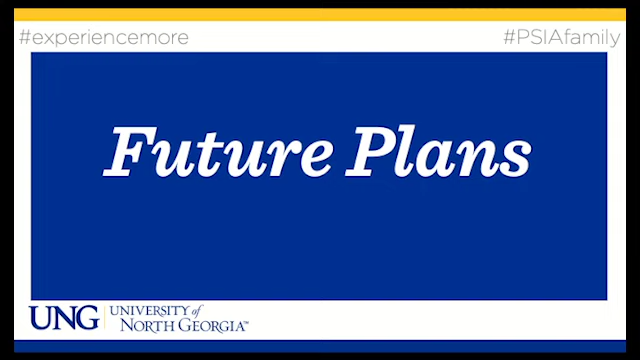 #experiencemore
#PSIAfamily
Future Plans
UNG
UNIVERSITY of
NORTH GEORGIA™